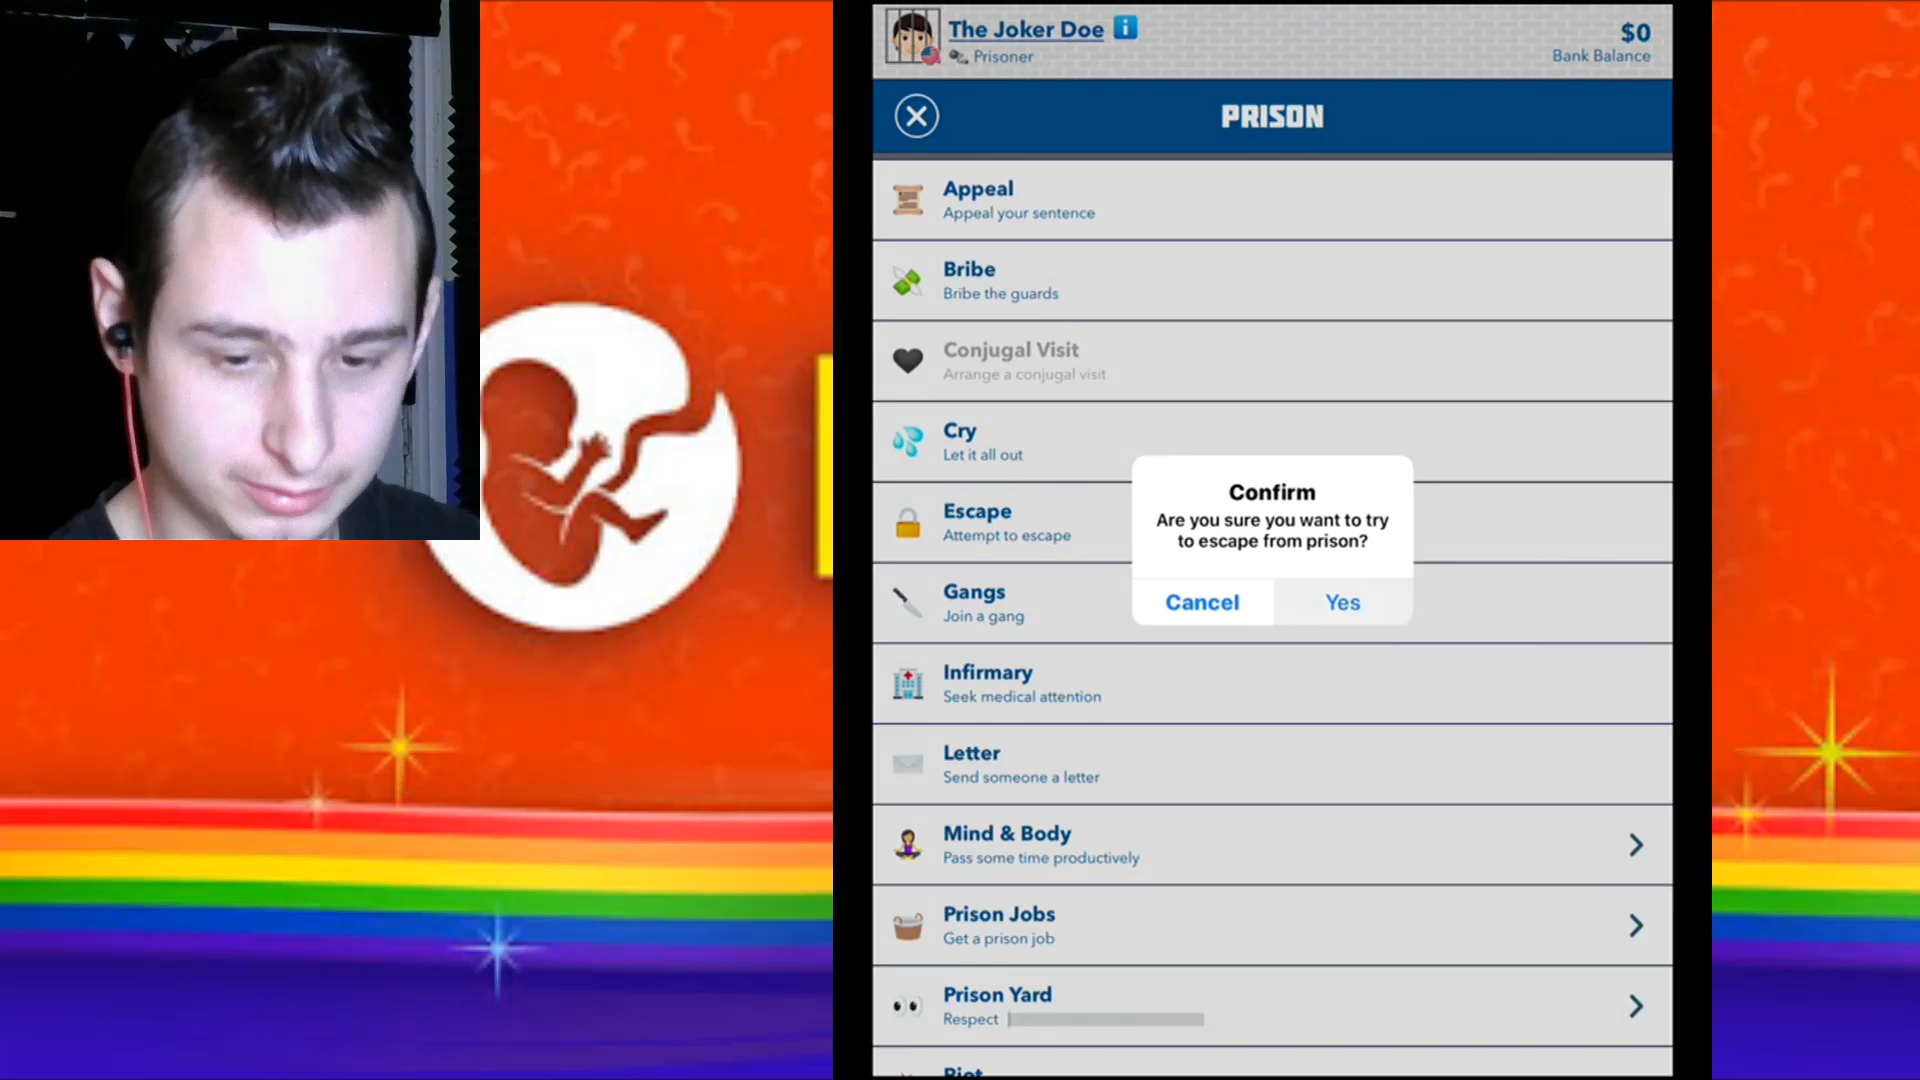 The Joker Doe
Prisoner
$0
Bank Balance
PRISON
Appeal
Appeal your sentence
Bribe
Bribe the guards
Conjugal Visit
Arrange a conjugal visit
Cry
Let it all out
Escape
Attempt to escape
Gangs
Join a gang
Infirmary
Seek medical attention
Letter
Send someone a letter
Mind & Body
Pass some time productively
Prison Jobs
Get a prison job
Prison Yard
Respect
Riot
Confirm
Are you sure you want to try
to escape from prison?
Cancel
Yes